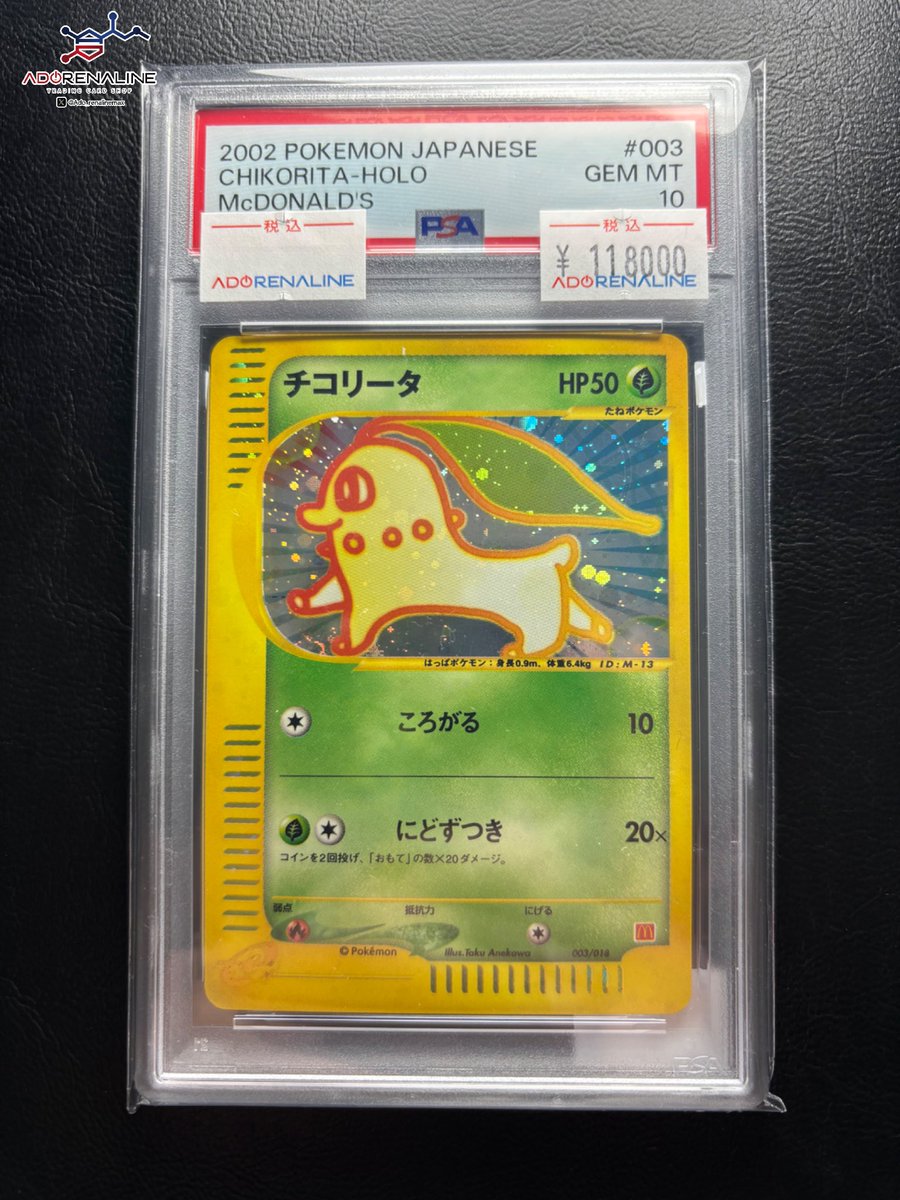 ADORENALINE
TRADING CARD SHOP
2002 POKEMON JAPANESE #003
CHIKORITA-HOLO GEM MT
McDONALD'S 10
PSA
税込
ADORENALINE
税込
¥ 118000
ADORENALINE
チコリータ HP50
たねポケモン
はっぱポケモン：身長0.9m、体重6.4kg ID:M-13
ころがる 10
にどずつき 20×
コインを2回投げ、「おもて」の数×20ダメージ。
弱点 抵抗力 にげる
©Pokémon Illus.Taku Anekawa 003/018
PSA